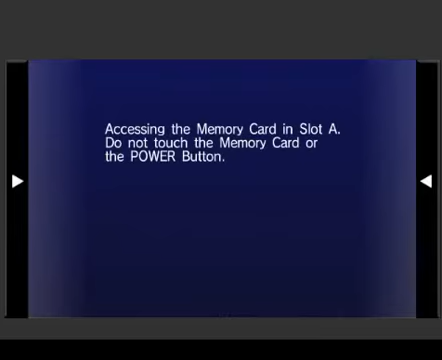 Accessing the Memory Card in Slot A.
Do not touch the Memory Card or
the POWER Button.